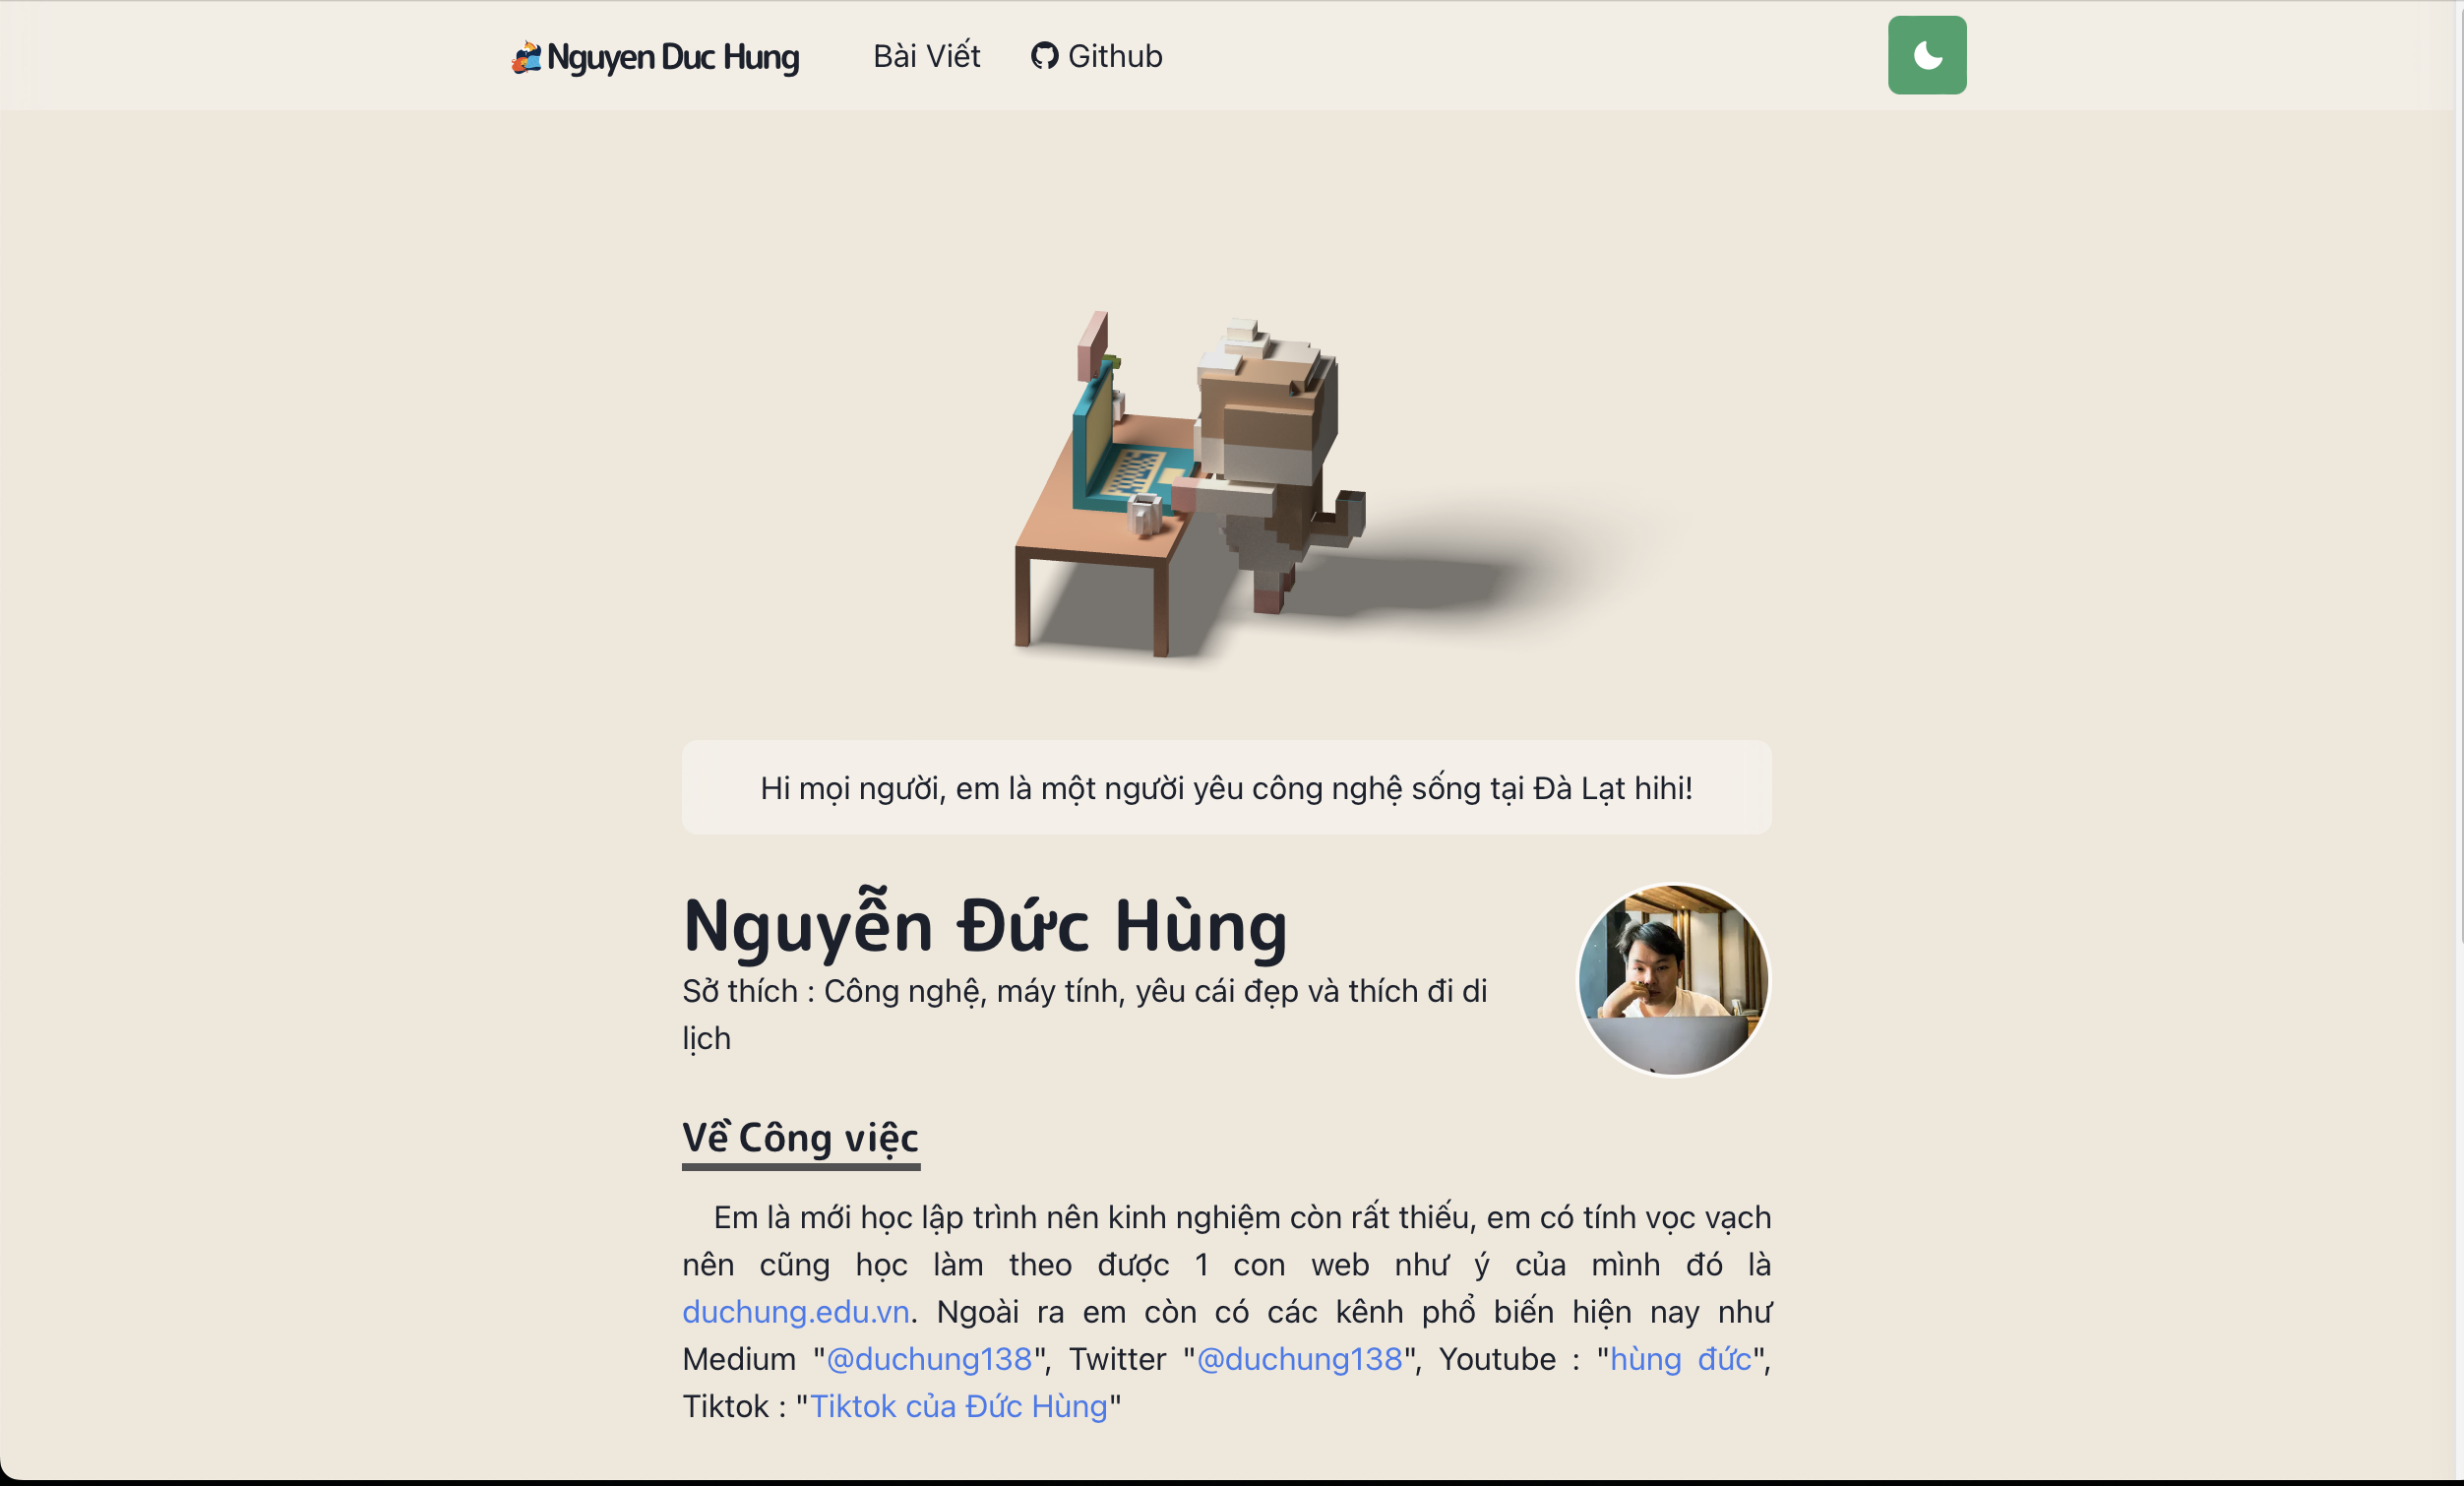 Nguyen Duc Hung Bài Viết Github
Hi mọi người, em là một người yêu công nghệ sống tại Đà Lạt hihi!
Nguyễn Đức Hùng
Sở thích : Công nghệ, máy tính, yêu cái đẹp và thích đi di
lịch
Về Công việc
Em là mới học lập trình nên kinh nghiệm còn rất thiếu, em có tính vọc vạch
nên cũng học làm theo được 1 con web như ý của mình đó là
duchung.edu.vn. Ngoài ra em còn có các kênh phổ biến hiện nay như
Medium "@duchung138", Twitter "@duchung138", Youtube : "hùng đức",
Tiktok : "Tiktok của Đức Hùng"